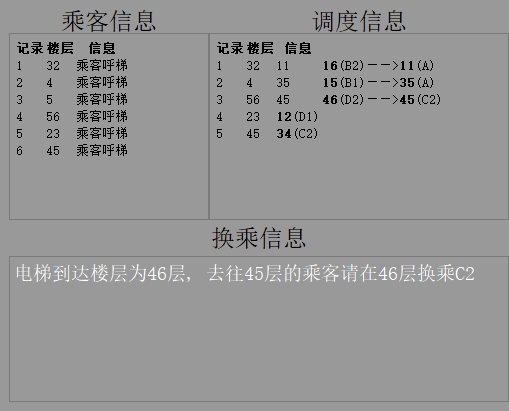 乘客信息
调度信息
记录 楼层 信息
1 32 乘客呼梯
2 4 乘客呼梯
3 5 乘客呼梯
4 56 乘客呼梯
5 23 乘客呼梯
6 45 乘客呼梯
记录 楼层 信息
1 32 11 16(B2)－－>11(A)
2 4 35 15(B1)－－>35(A)
3 56 45 46(D2)－－>45(C2)
4 23 12(D1)
5 45 34(C2)
换乘信息
电梯到达楼层为46层, 去往45层的乘客请在46层换乘C2